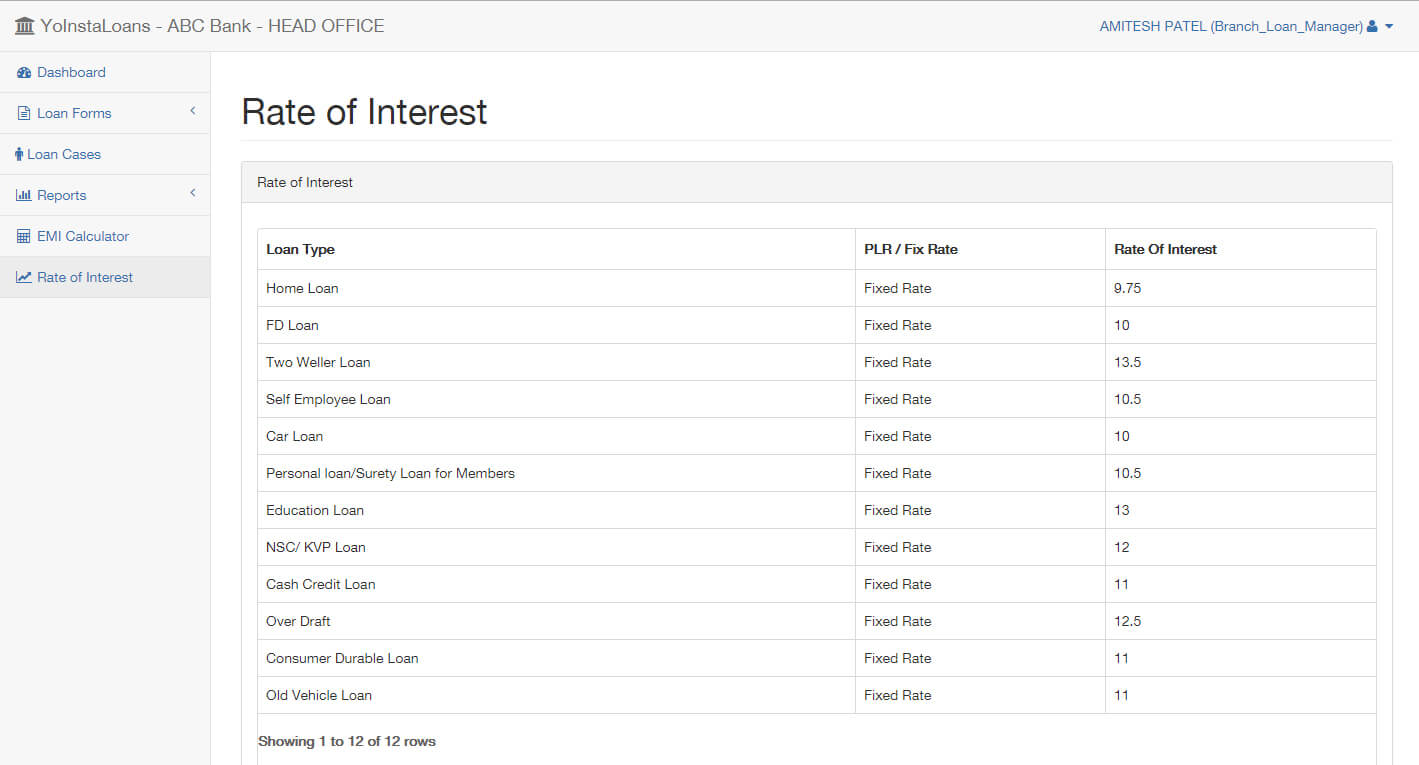 YoInstaLoans - ABC Bank - HEAD OFFICE
AMITESH PATEL (Branch_Loan_Manager)
Dashboard
Loan Forms
Loan Cases
Reports
EMI Calculator
Rate of Interest
Rate of Interest
Rate of Interest
Loan Type PLR / Fix Rate Rate Of Interest
Home Loan Fixed Rate 9.75
FD Loan Fixed Rate 10
Two Weller Loan Fixed Rate 13.5
Self Employee Loan Fixed Rate 10.5
Car Loan Fixed Rate 10
Personal loan/Surety Loan for Members Fixed Rate 10.5
Education Loan Fixed Rate 13
NSC/ KVP Loan Fixed Rate 12
Cash Credit Loan Fixed Rate 11
Over Draft Fixed Rate 12.5
Consumer Durable Loan Fixed Rate 11
Old Vehicle Loan Fixed Rate 11
Showing 1 to 12 of 12 rows